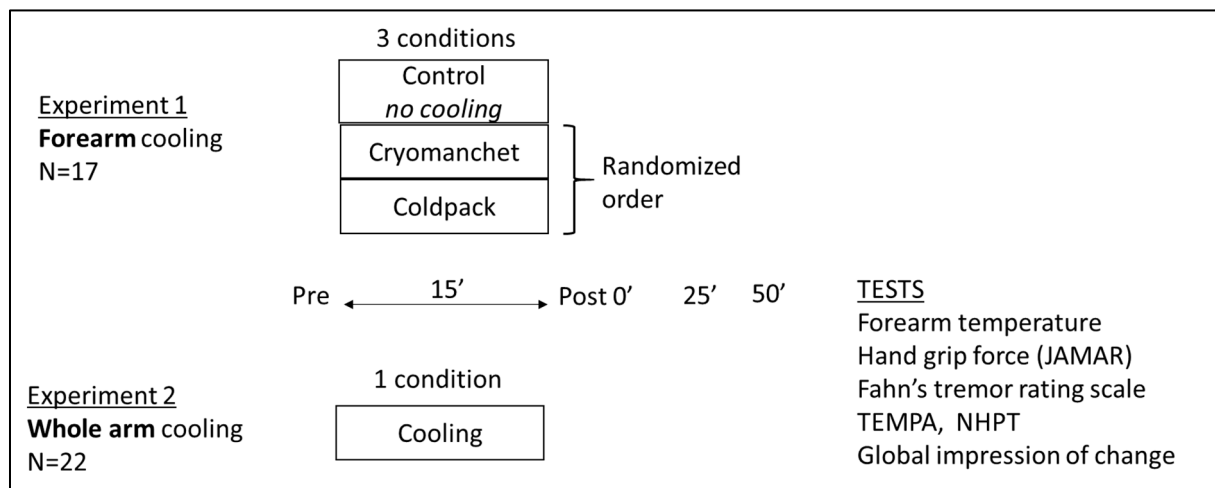 3 conditions
Control
no cooling
Experiment 1
Forearm cooling
N=17
Cryomanchet
Coldpack
Randomized
order
Pre 15’ Post 0’ 25’ 50’
TESTS
Forearm temperature
Hand grip force (JAMAR)
Fahn’s tremor rating scale
TEMPA, NHPT
Global impression of change
1 condition
Experiment 2
Whole arm cooling
N=22
Cooling